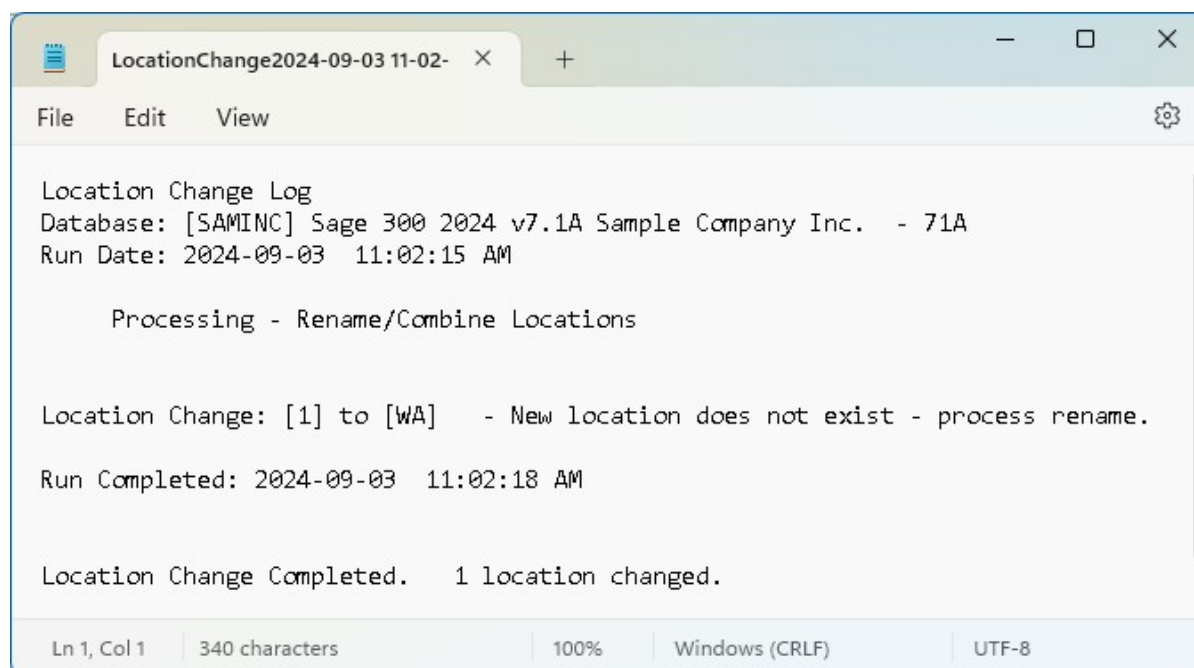 LocationChange2024-09-03 11-02-
File Edit View
Location Change Log
Database: [SAMINC] Sage 300 2024 v7.1A Sample Company Inc.  - 71A
Run Date: 2024-09-03  11:02:15 AM
Processing - Rename/Combine Locations
Location Change: [1] to [WA]   - New location does not exist - process rename.
Run Completed: 2024-09-03  11:02:18 AM
Location Change Completed.   1 location changed.
Ln 1, Col 1 340 characters 100% Windows (CRLF) UTF-8